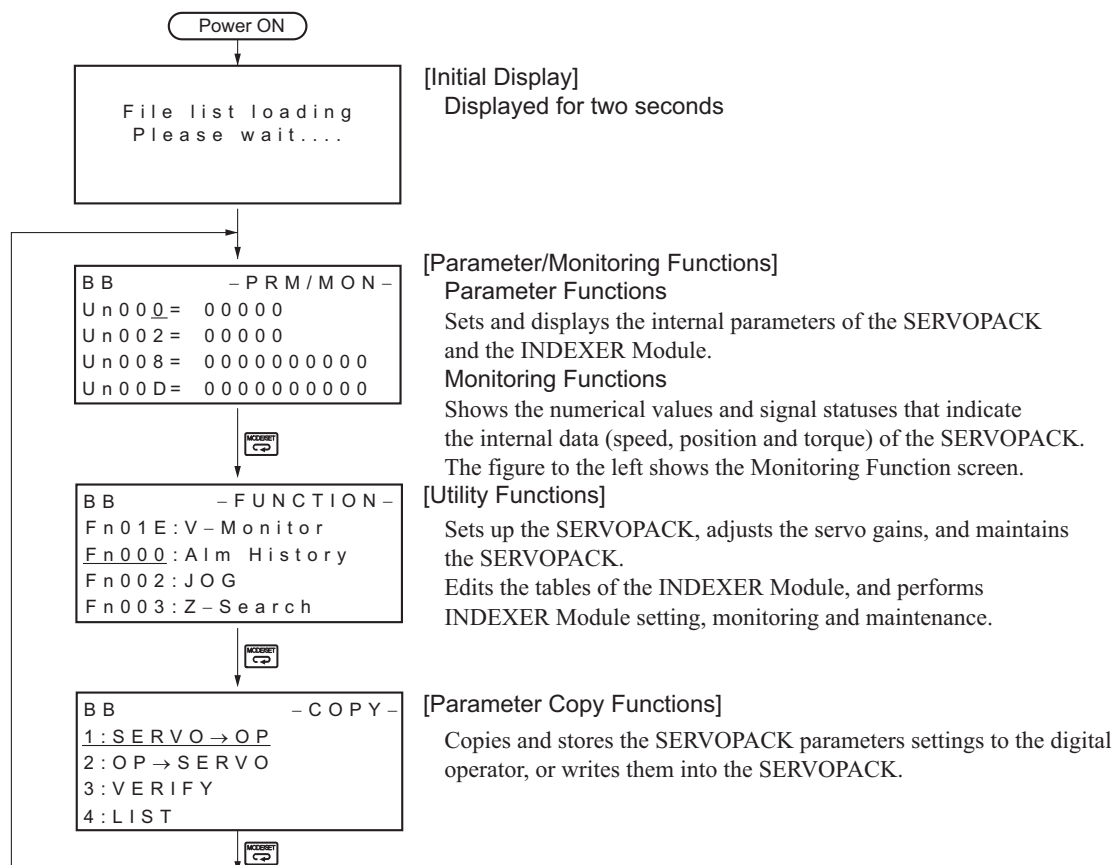 Power ON
File list loading
Please wait....
[Initial Display]
Displayed for two seconds
BB –PRM/MON–
Un000= 00000
Un002= 00000
Un008= 0000000000
Un00D= 0000000000
[Parameter/Monitoring Functions]
Parameter Functions
Sets and displays the internal parameters of the SERVOPACK
and the INDEXER Module.
Monitoring Functions
Shows the numerical values and signal statuses that indicate
the internal data (speed, position and torque) of the SERVOPACK.
The figure to the left shows the Monitoring Function screen.
MODE/SET
BB –FUNCTION–
Fn01E:V–Monitor
Fn000:Alm History
Fn002:JOG
Fn003:Z–Search
[Utility Functions]
Sets up the SERVOPACK, adjusts the servo gains, and maintains
the SERVOPACK.
Edits the tables of the INDEXER Module, and performs
INDEXER Module setting, monitoring and maintenance.
MODE/SET
BB –COPY–
1:SERVO→OP
2:OP→SERVO
3:VERIFY
4:LIST
[Parameter Copy Functions]
Copies and stores the SERVOPACK parameters settings to the digital
operator, or writes them into the SERVOPACK.
MODE/SET